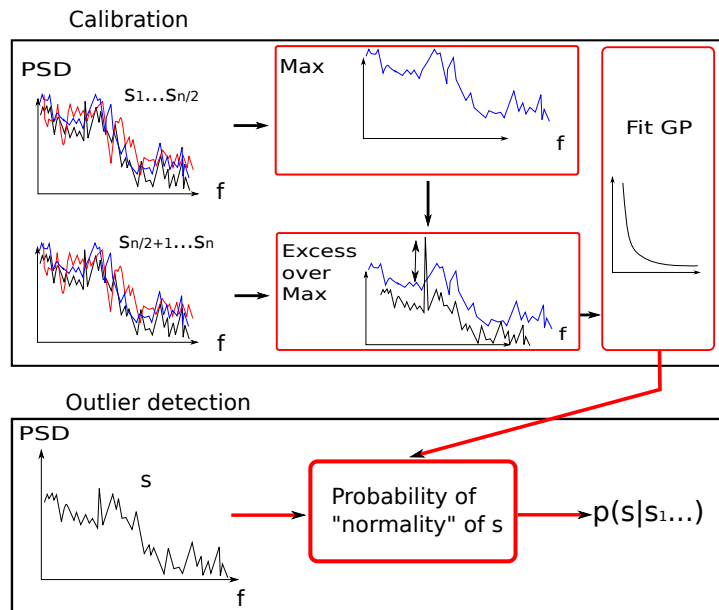 Calibration
PSD
s1...sn/2
f
Max
f
Fit GP
sn/2+1...sn
f
Excess
over
Max
f
Outlier detection
PSD
s
f
Probability of
"normality" of s
p(s|s1...)